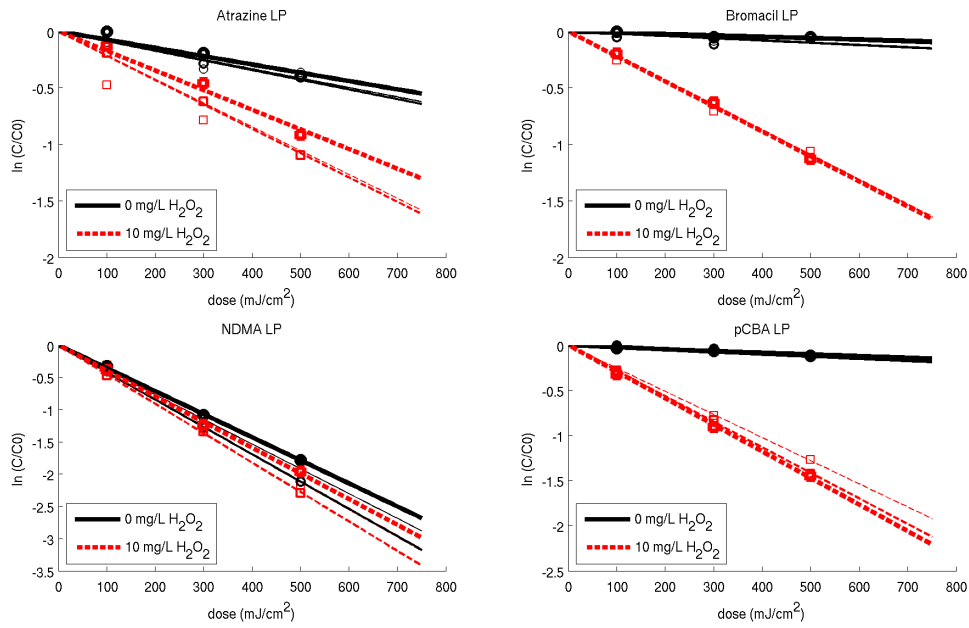 Atrazine LP
0
-0.5
-1
-1.5
-2
ln (C/C0)
0 mg/L H2O2
10 mg/L H2O2
0 100 200 300 400 500 600 700 800
dose (mJ/cm2)
Bromacil LP
0
-0.5
-1
-1.5
-2
ln (C/C0)
0 mg/L H2O2
10 mg/L H2O2
0 100 200 300 400 500 600 700 800
dose (mJ/cm2)
NDMA LP
0
-0.5
-1
-1.5
-2
-2.5
-3
-3.5
ln (C/C0)
0 mg/L H2O2
10 mg/L H2O2
0 100 200 300 400 500 600 700 800
dose (mJ/cm2)
pCBA LP
0
-0.5
-1
-1.5
-2
-2.5
ln (C/C0)
0 mg/L H2O2
10 mg/L H2O2
0 100 200 300 400 500 600 700 800
dose (mJ/cm2)